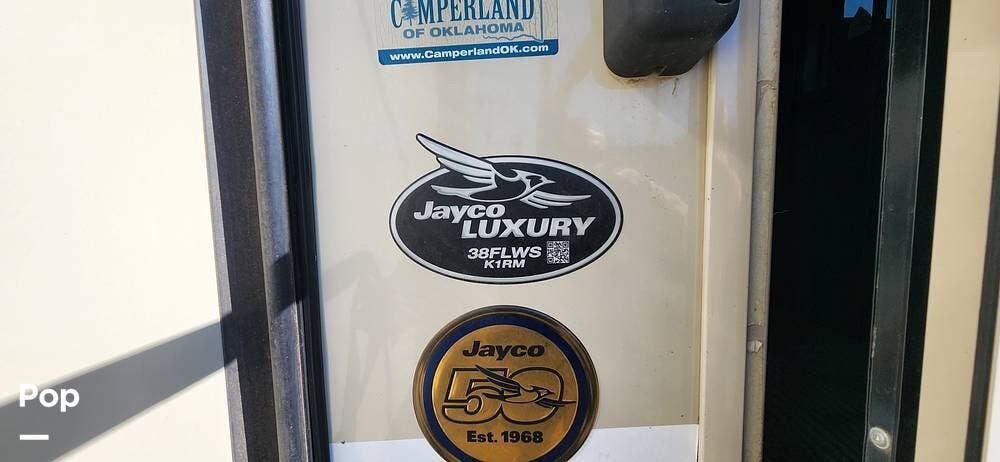 CAMPERLAND
OF OKLAHOMA
www.CamperlandOK.com
Jayco
LUXURY
38FLWS
K1RM
Jayco
50
Est. 1968
Pop